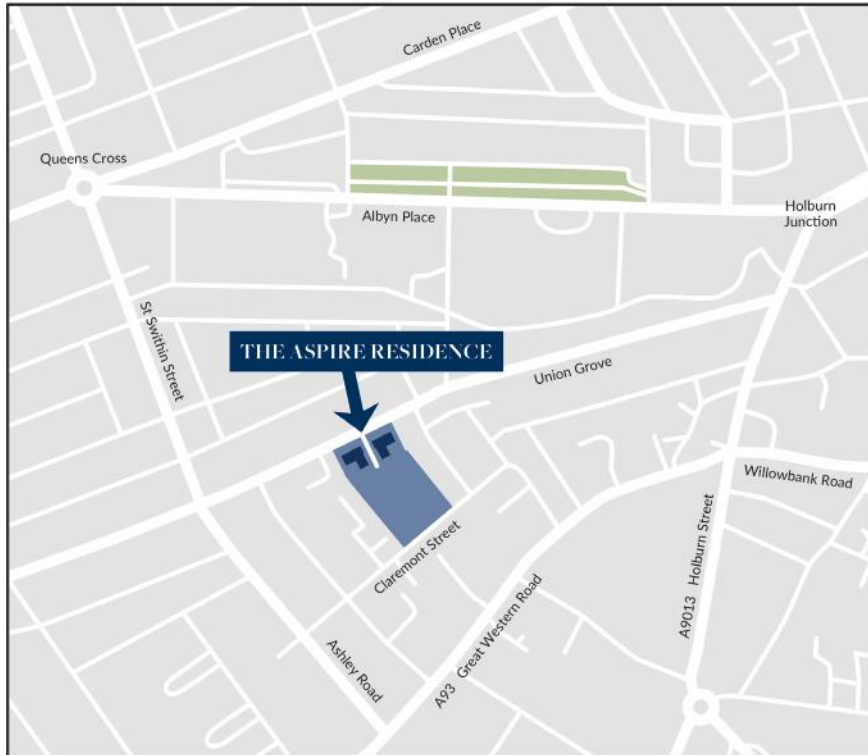 Carden Place
Queens Cross
Albyn Place
Holburn
Junction
St Swithin Street
THE ASPIRE RESIDENCE
Union Grove
Willowbank Road
Claremont Street
A9013 Holburn Street
A93 Great Western Road
Ashley Road